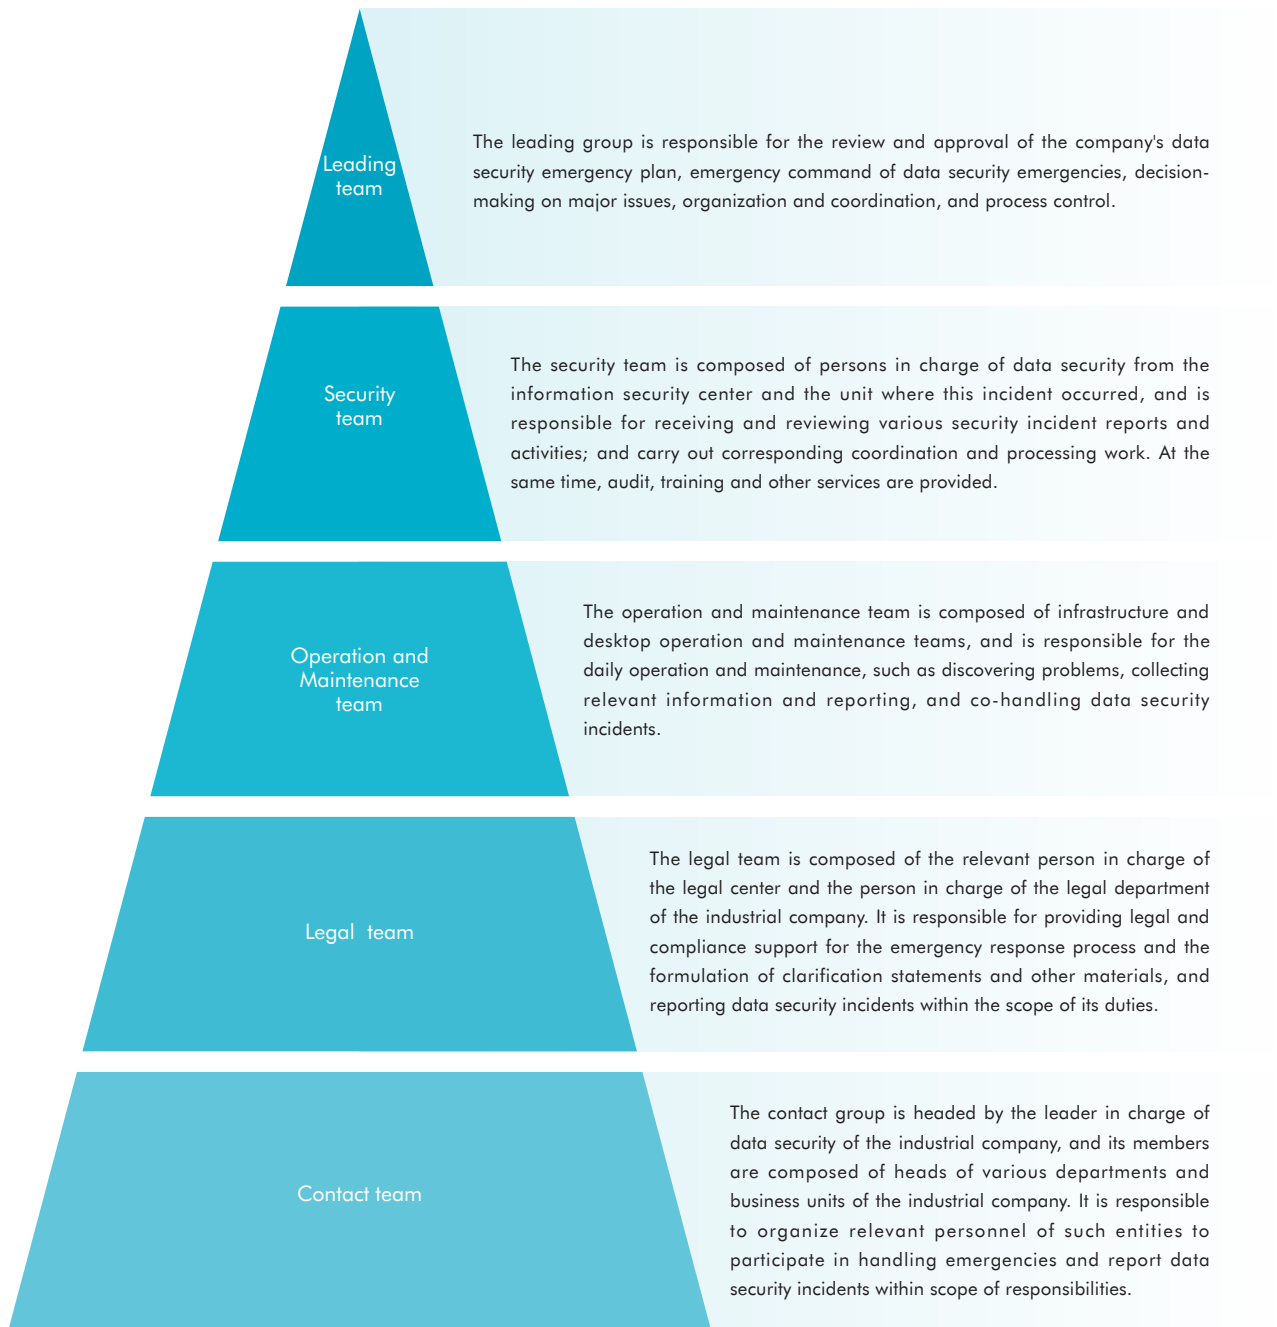 Leading
team
The leading group is responsible for the review and approval of the company's data
security emergency plan, emergency command of data security emergencies, decision-
making on major issues, organization and coordination, and process control.
Security
team
The security team is composed of persons in charge of data security from the
information security center and the unit where this incident occurred, and is
responsible for receiving and reviewing various security incident reports and
activities; and carry out corresponding coordination and processing work. At the
same time, audit, training and other services are provided.
Operation and
Maintenance
team
The operation and maintenance team is composed of infrastructure and
desktop operation and maintenance teams, and is responsible for the
daily operation and maintenance, such as discovering problems, collecting
relevant information and reporting, and co-handling data security
incidents.
Legal team
The legal team is composed of the relevant person in charge of
the legal center and the person in charge of the legal department
of the industrial company. It is responsible for providing legal and
compliance support for the emergency response process and the
formulation of clarification statements and other materials, and
reporting data security incidents within the scope of its duties.
Contact team
The contact group is headed by the leader in charge of
data security of the industrial company, and its members
are composed of heads of various departments and
business units of the industrial company. It is responsible
to organize relevant personnel of such entities to
participate in handling emergencies and report data
security incidents within scope of responsibilities.